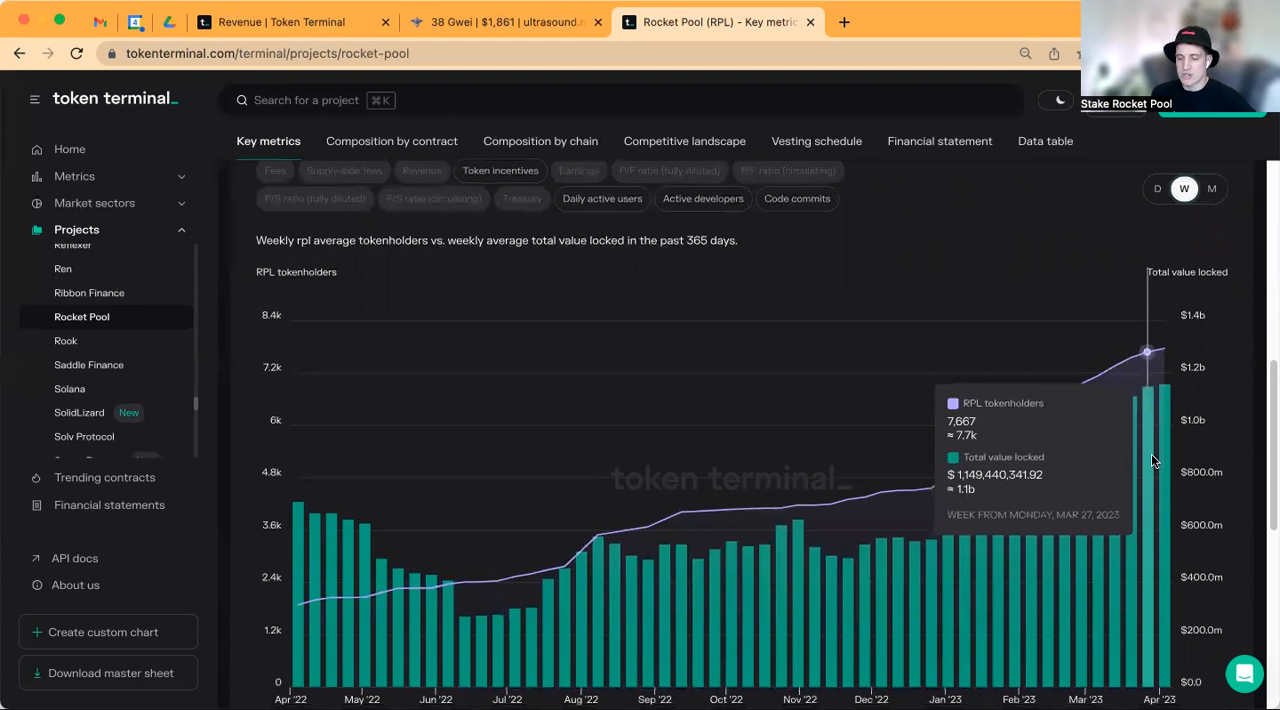 Revenue | Token Terminal
38 Gwei | $1,861 | ultrasound.m
Rocket Pool (RPL) - Key metric
tokenterminal.com/terminal/projects/rocket-pool
Stake Rocket Pool
token terminal_
Search for a project
⌘K
Home
Metrics
Market sectors
Projects
Reflexer
Ren
Ribbon Finance
Rocket Pool
Rook
Saddle Finance
Solana
SolidLizard New
Solv Protocol
Trending contracts
Financial statements
API docs
About us
Create custom chart
Download master sheet
Key metrics
Composition by contract
Composition by chain
Competitive landscape
Vesting schedule
Financial statement
Data table
Fees
Supply-side fees
Revenue
Token incentives
Earnings
P/F ratio (fully diluted)
P/F ratio (circulating)
P/S ratio (fully diluted)
P/S ratio (circulating)
Treasury
Daily active users
Active developers
Code commits
D W M
Weekly rpl average tokenholders vs. weekly average total value locked in the past 365 days.
RPL tokenholders
Total value locked
8.4k
7.2k
6k
4.8k
3.6k
2.4k
1.2k
0
$1.4b
$1.2b
$1.0b
$800.0m
$600.0m
$400.0m
$200.0m
$0.0
token terminal_
RPL tokenholders
7,667
≈ 7.7k
Total value locked
$ 1,149,440,341.92
≈ 1.1b
WEEK FROM MONDAY, MAR 27, 2023
Apr '22
May '22
Jun '22
Jul '22
Aug '22
Sep '22
Oct '22
Nov '22
Dec '22
Jan '23
Feb '23
Mar '23
Apr '23